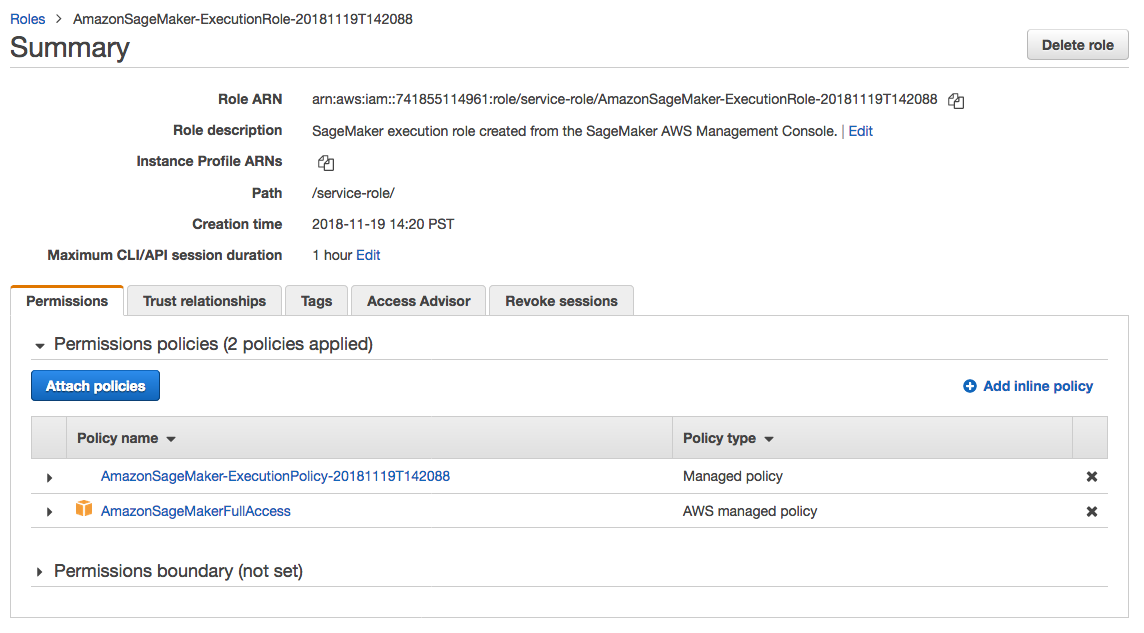 Roles > AmazonSageMaker-ExecutionRole-20181119T142088
Summary
Delete role
Role ARN arn:aws:iam::741855114961:role/service-role/AmazonSageMaker-ExecutionRole-20181119T142088
Role description SageMaker execution role created from the SageMaker AWS Management Console. | Edit
Instance Profile ARNs
Path /service-role/
Creation time 2018-11-19 14:20 PST
Maximum CLI/API session duration 1 hour Edit
Permissions Trust relationships Tags Access Advisor Revoke sessions
Permissions policies (2 policies applied)
Attach policies Add inline policy
Policy name Policy type
AmazonSageMaker-ExecutionPolicy-20181119T142088 Managed policy
AmazonSageMakerFullAccess AWS managed policy
Permissions boundary (not set)